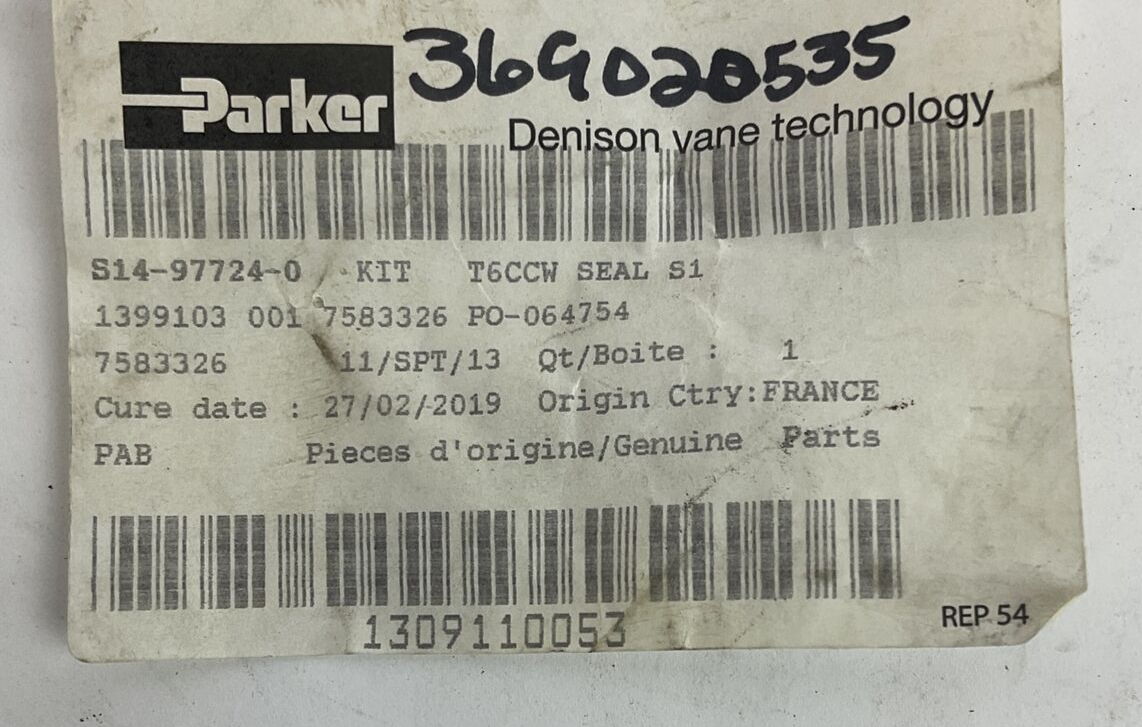 Parker
369020535
Denison vane technology
S14-97724-0 KIT T6CCW SEAL S1
1399103 001 7583326 PO-064754
7583326 11/SPT/13 Qt/Boite : 1
Cure date : 27/02/2019 Origin Ctry:FRANCE
PAB Pieces d'origine/Genuine Parts
1309110053
REP 54